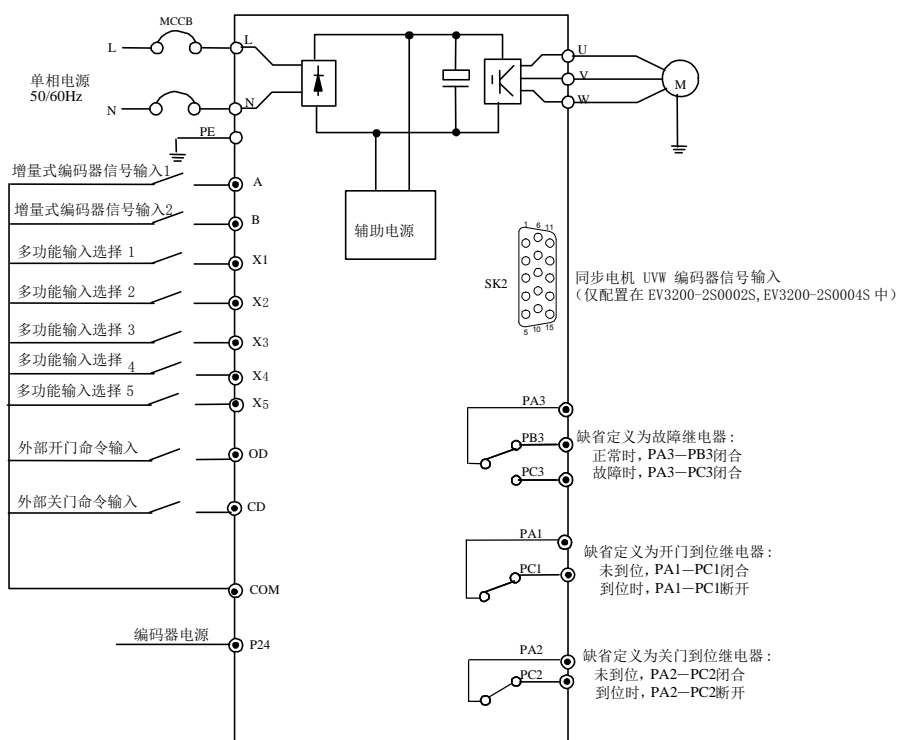 MCCB
L
L
单相电源
50/60Hz
N
N
PE
U
V
W
M
辅助电源
增量式编码器信号输入1
A
增量式编码器信号输入2
B
多功能输入选择 1
X1
多功能输入选择 2
X2
多功能输入选择 3
X3
多功能输入选择 4
X4
多功能输入选择 5
X5
外部开门命令输入
OD
外部关门命令输入
CD
COM
编码器电源
P24
1 6 11
SK2
5 10 15
同步电机 UVW 编码器信号输入
（仅配置在 EV3200-2S0002S,EV3200-2S0004S 中）
PA3
PB3
PC3
缺省定义为故障继电器：
正常时，PA3—PB3闭合
故障时，PA3—PC3闭合
PA1
PC1
缺省定义为开门到位继电器：
未到位，PA1—PC1闭合
到位时，PA1—PC1断开
PA2
PC2
缺省定义为关门到位继电器：
未到位，PA2—PC2闭合
到位时，PA2—PC2断开